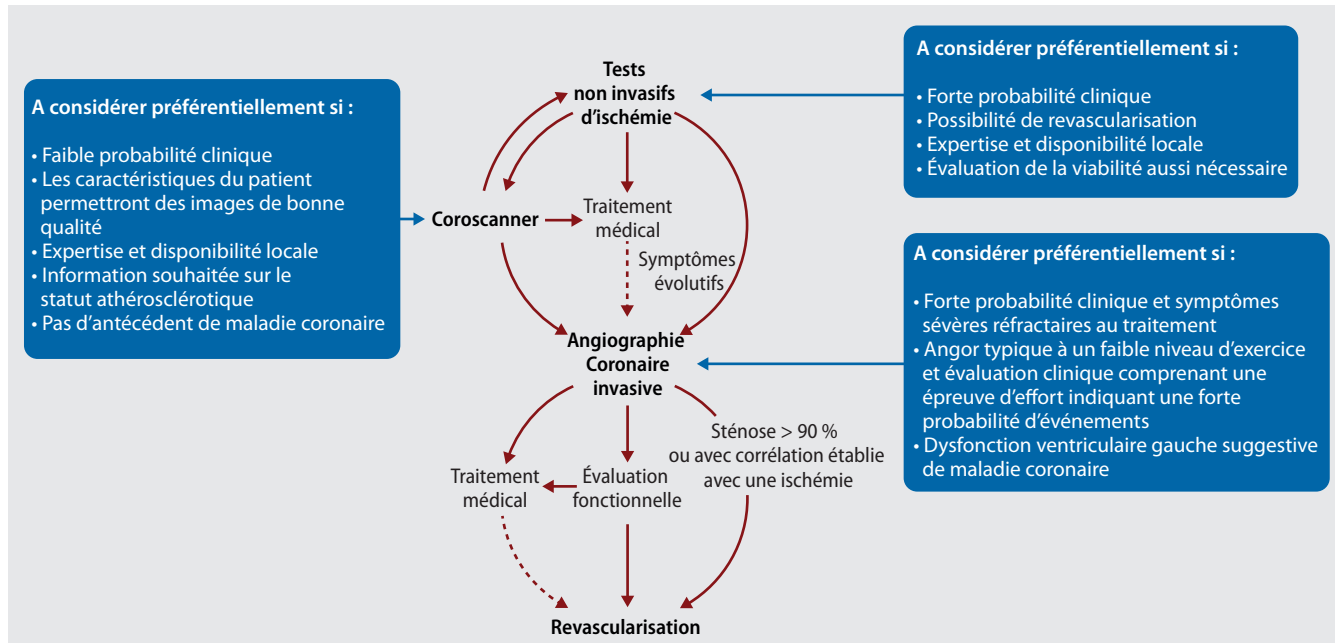 A considérer préférentiellement si :
• Faible probabilité clinique
• Les caractéristiques du patient
permettront des images de bonne
qualité
• Expertise et disponibilité locale
• Information souhaitée sur le
statut athérosclérotique
• Pas d'antécédent de maladie coronaire
Tests
non invasifs
d'ischémie
Coroscanner
Traitement
médical
Symptômes
évolutifs
Angiographie
Coronaire
invasive
Sténose > 90 %
ou avec corrélation établie
avec une ischémie
Traitement
médical
Évaluation
fonctionnelle
Revascularisation
A considérer préférentiellement si :
• Forte probabilité clinique
• Possibilité de revascularisation
• Expertise et disponibilité locale
• Évaluation de la viabilité aussi nécessaire
A considérer préférentiellement si :
• Forte probabilité clinique et symptômes
sévères réfractaires au traitement
• Angor typique à un faible niveau d'exercice
et évaluation clinique comprenant une
épreuve d'effort indiquant une forte
probabilité d'événements
• Dysfonction ventriculaire gauche suggestive
de maladie coronaire